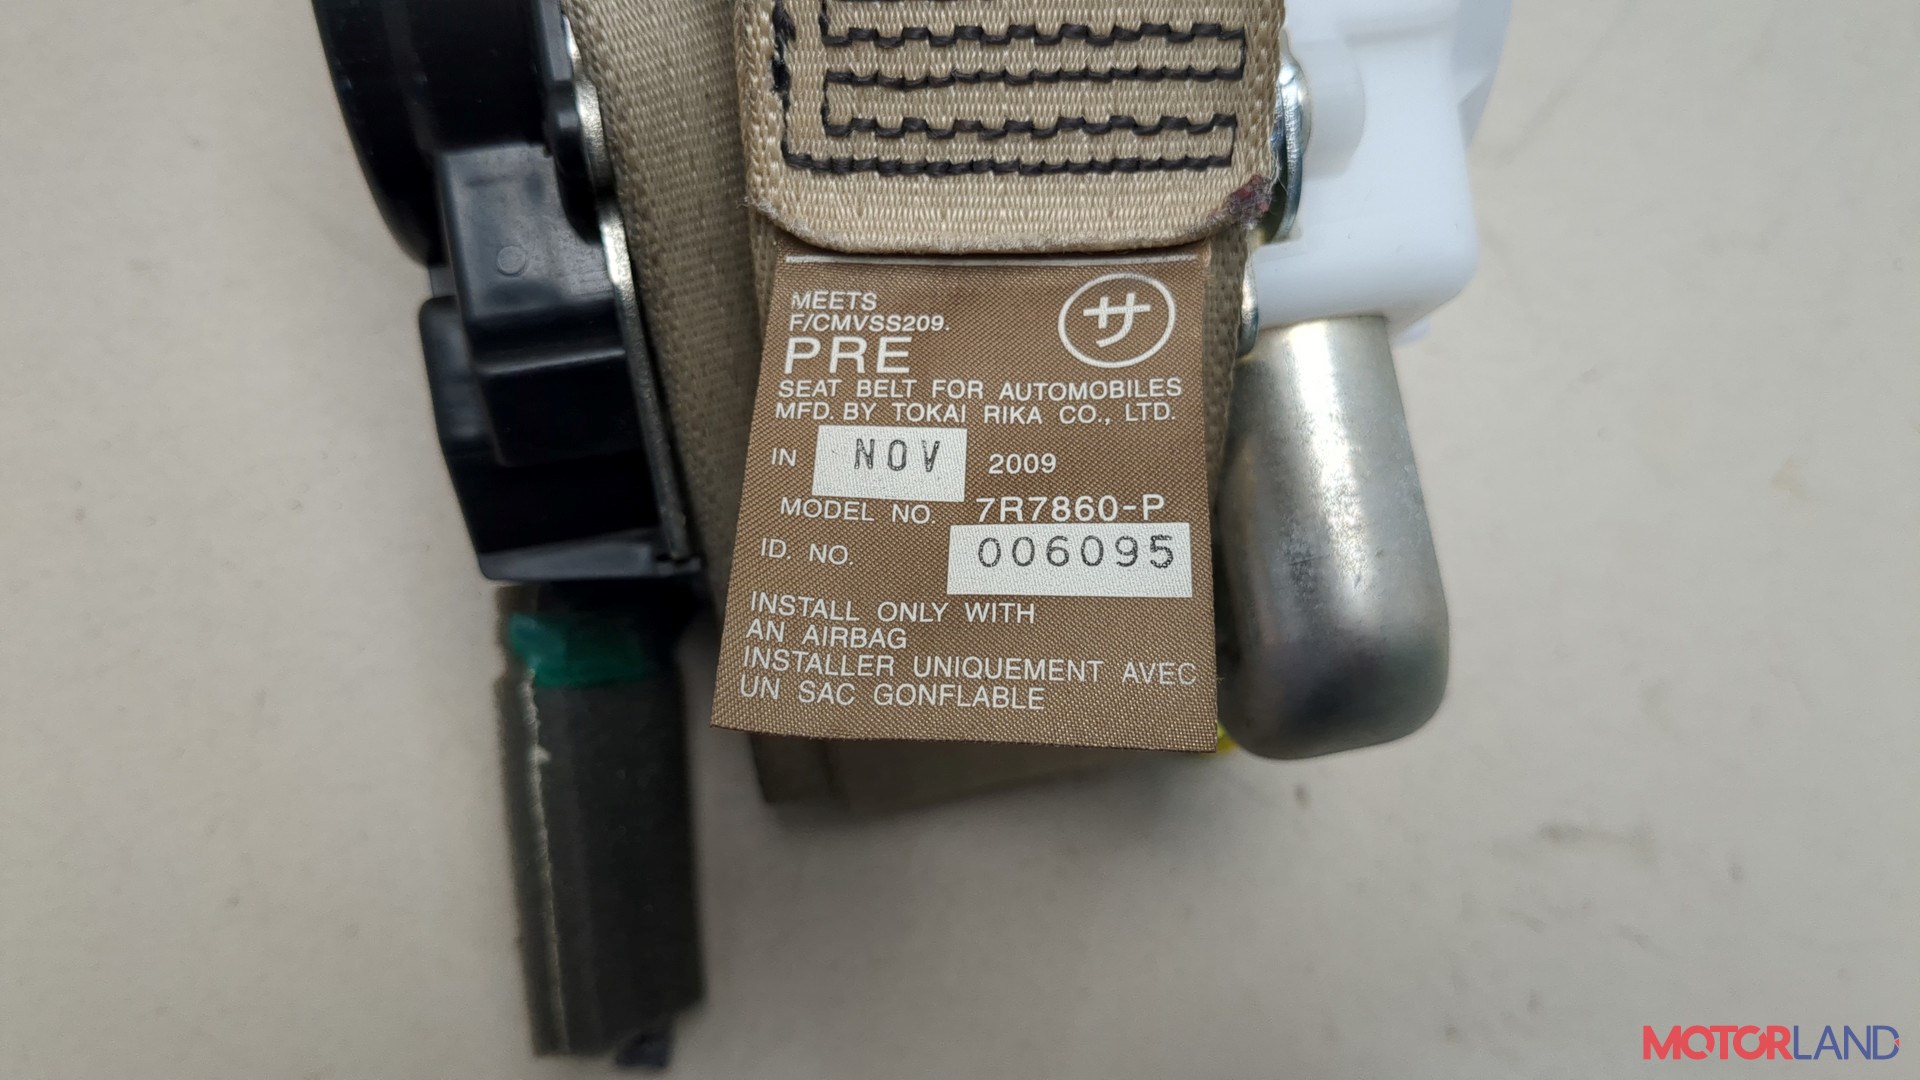 MEETS
F/CMVSS209.
サ
PRE
SEAT BELT FOR AUTOMOBILES
MFD. BY TOKAI RIKA CO., LTD.
IN NOV 2009
MODEL NO. 7R7860-P
ID. NO. 006095
INSTALL ONLY WITH
AN AIRBAG
INSTALLER UNIQUEMENT AVEC
UN SAC GONFLABLE
MOTORLAND